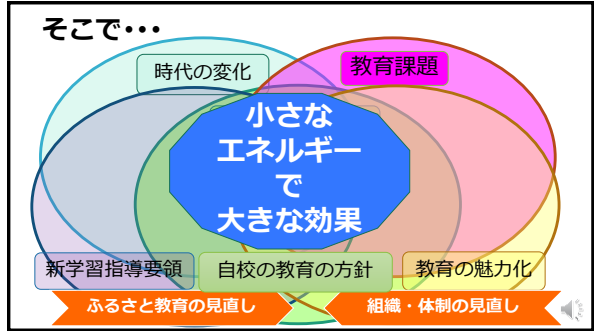 そこで・・・
時代の変化
教育課題
小さな
エネルギー
で
大きな効果
新学習指導要領
自校の教育の方針
教育の魅力化
ふるさと教育の見直し
組織・体制の見直し